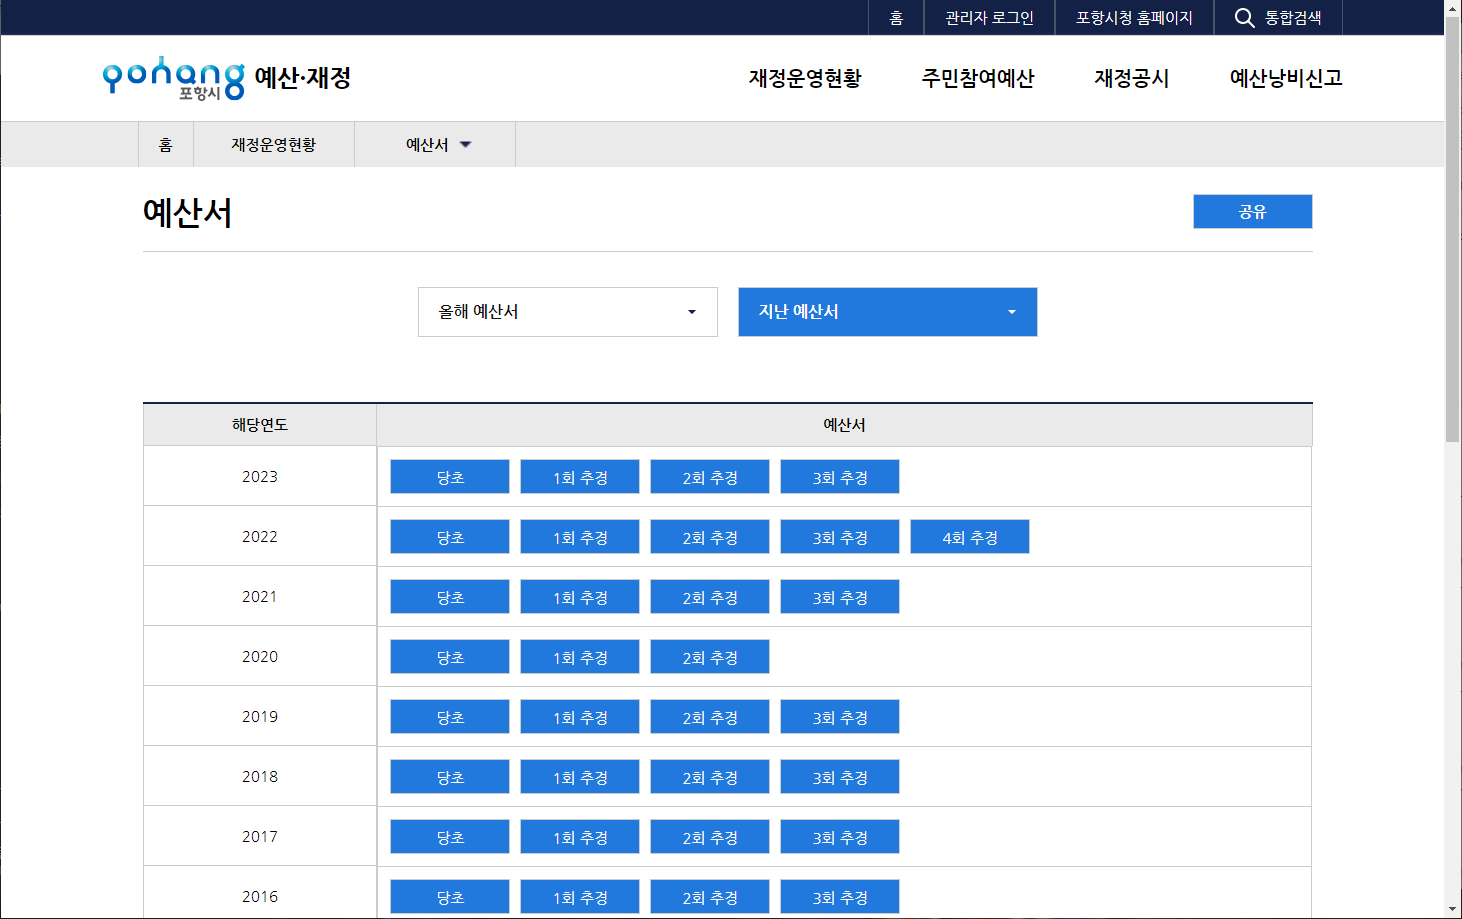 홈 관리자 로그인 포항시청 홈페이지 통합검색
pohang 포항시 예산·재정 재정운영현황 주민참여예산 재정공시 예산낭비신고
홈 재정운영현황 예산서
예산서 공유
올해 예산서 지난 예산서
해당연도 예산서
2023 당초 1회 추경 2회 추경 3회 추경
2022 당초 1회 추경 2회 추경 3회 추경 4회 추경
2021 당초 1회 추경 2회 추경 3회 추경
2020 당초 1회 추경 2회 추경
2019 당초 1회 추경 2회 추경 3회 추경
2018 당초 1회 추경 2회 추경 3회 추경
2017 당초 1회 추경 2회 추경 3회 추경
2016 당초 1회 추경 2회 추경 3회 추경